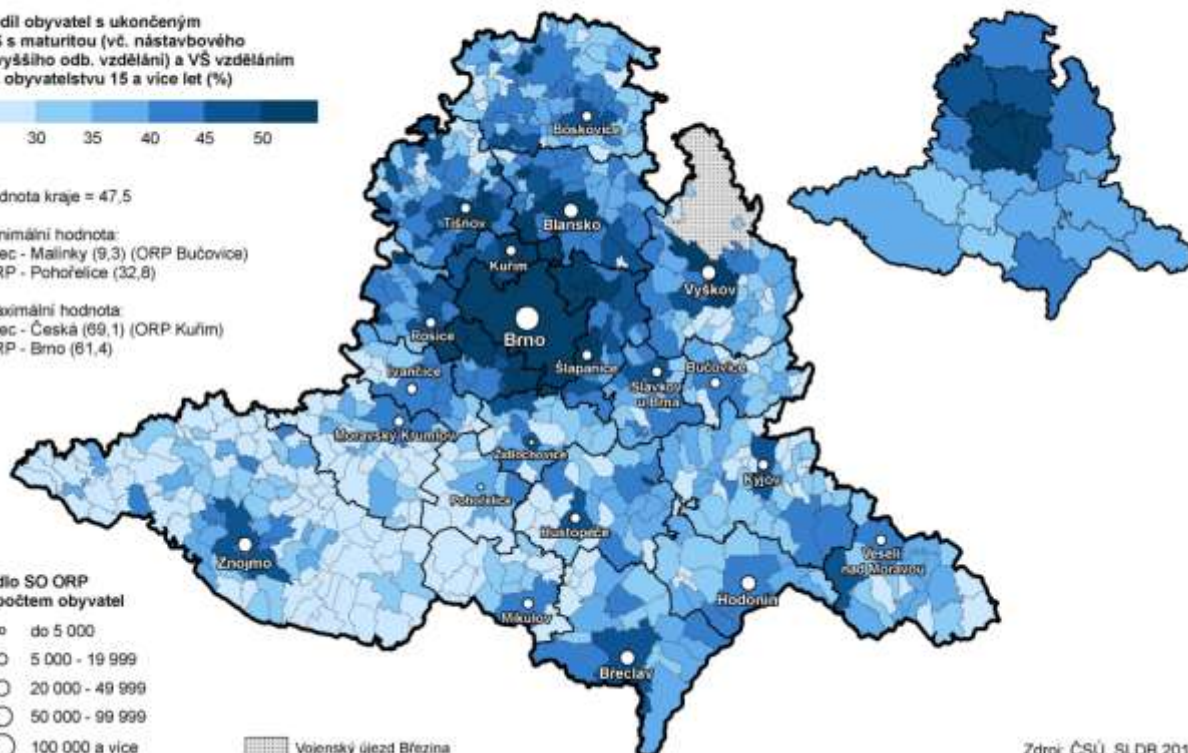 díl obyvatel s ukončeným
s maturitou (vč. nástavbového
vyššího odb. vzdělání) a VŠ vzděláním
obyvatelstvu 15 a více let (%)
30 35 40 45 50
dnota kraje = 47,5
nimální hodnota:
ec - Malínky (9,3) (ORP Bučovice)
RP - Pohořelice (32,8)
aximální hodnota:
ec - Česká (69,1) (ORP Kuřim)
RP - Brno (61,4)
Boskovice
Tišnov
Blansko
Kuřim
Vyškov
Rosice
Brno
Šlapanice
Ivančice
Slavkov
u Brna
Bučovice
Moravský Krumlov
Židlochovice
Kyjov
Pohořelice
Hustopeče
Znojmo
Veselí
nad Moravou
Hodonín
Mikulov
Břeclav
dlo SO ORP
počtem obyvatel
do 5 000
5 000 - 19 999
20 000 - 49 999
50 000 - 99 999
100 000 a více
Vojenský újezd Březina
Zdroj: ČSÚ, SLDB 201